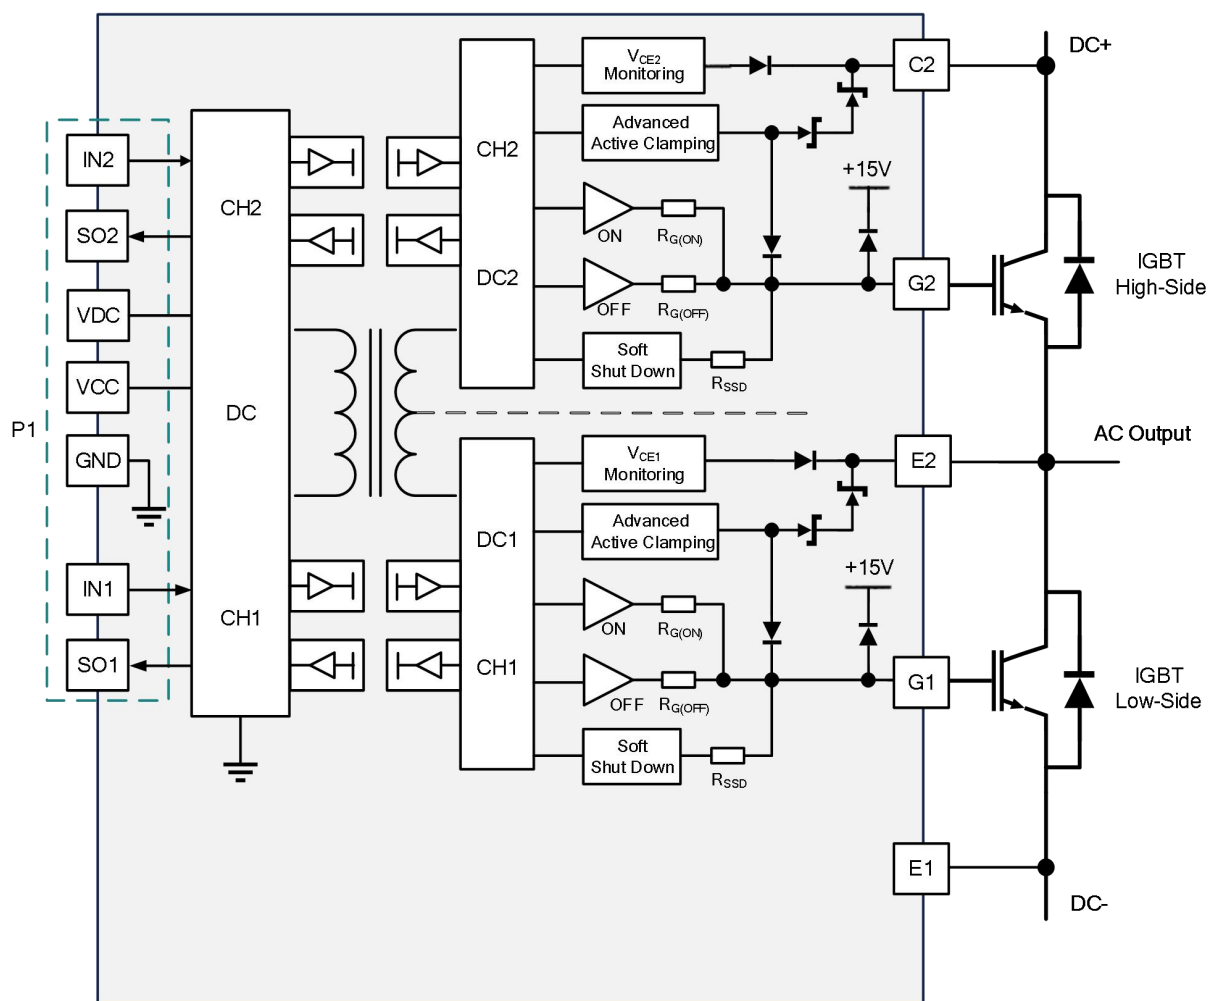 P1
IN2
SO2
VDC
VCC
GND
IN1
SO1
CH2
DC
CH1
CH2
DC2
VCE2
Monitoring
Advanced
Active Clamping
ON
RG(ON)
OFF
RG(OFF)
Soft
Shut Down
RSSD
+15V
DC1
CH1
VCE1
Monitoring
Advanced
Active Clamping
ON
RG(ON)
OFF
RG(OFF)
Soft
Shut Down
RSSD
+15V
C2
G2
E2
G1
E1
DC+
IGBT
High-Side
AC Output
IGBT
Low-Side
DC-